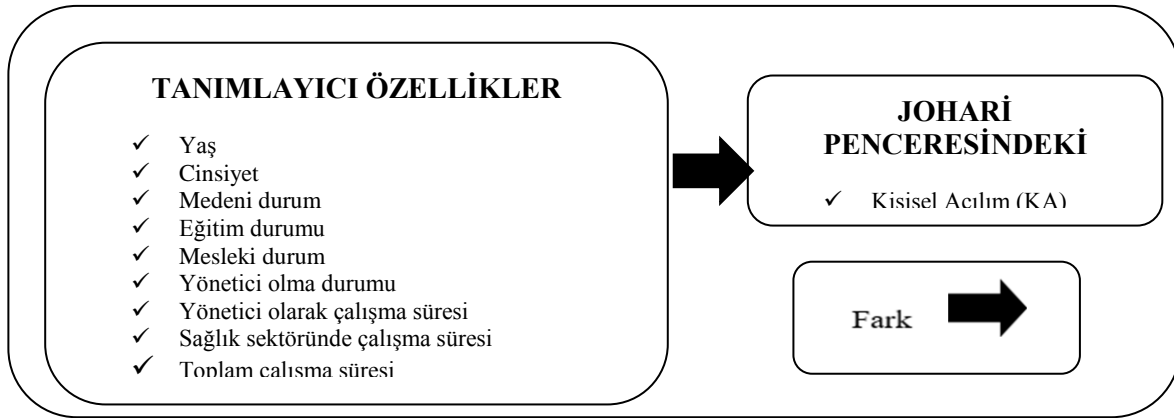 TANIMLAYICI ÖZELLİKLER
✓ Yaş
✓ Cinsiyet
✓ Medeni durum
✓ Eğitim durumu
✓ Mesleki durum
✓ Yönetici olma durumu
✓ Yönetici olarak çalışma süresi
✓ Sağlık sektöründe çalışma süresi
✓ Toplam çalışma süresi
JOHARİ
PENCERESİNDEKİ
✓ Kişisel Açılım (KA)
Fark